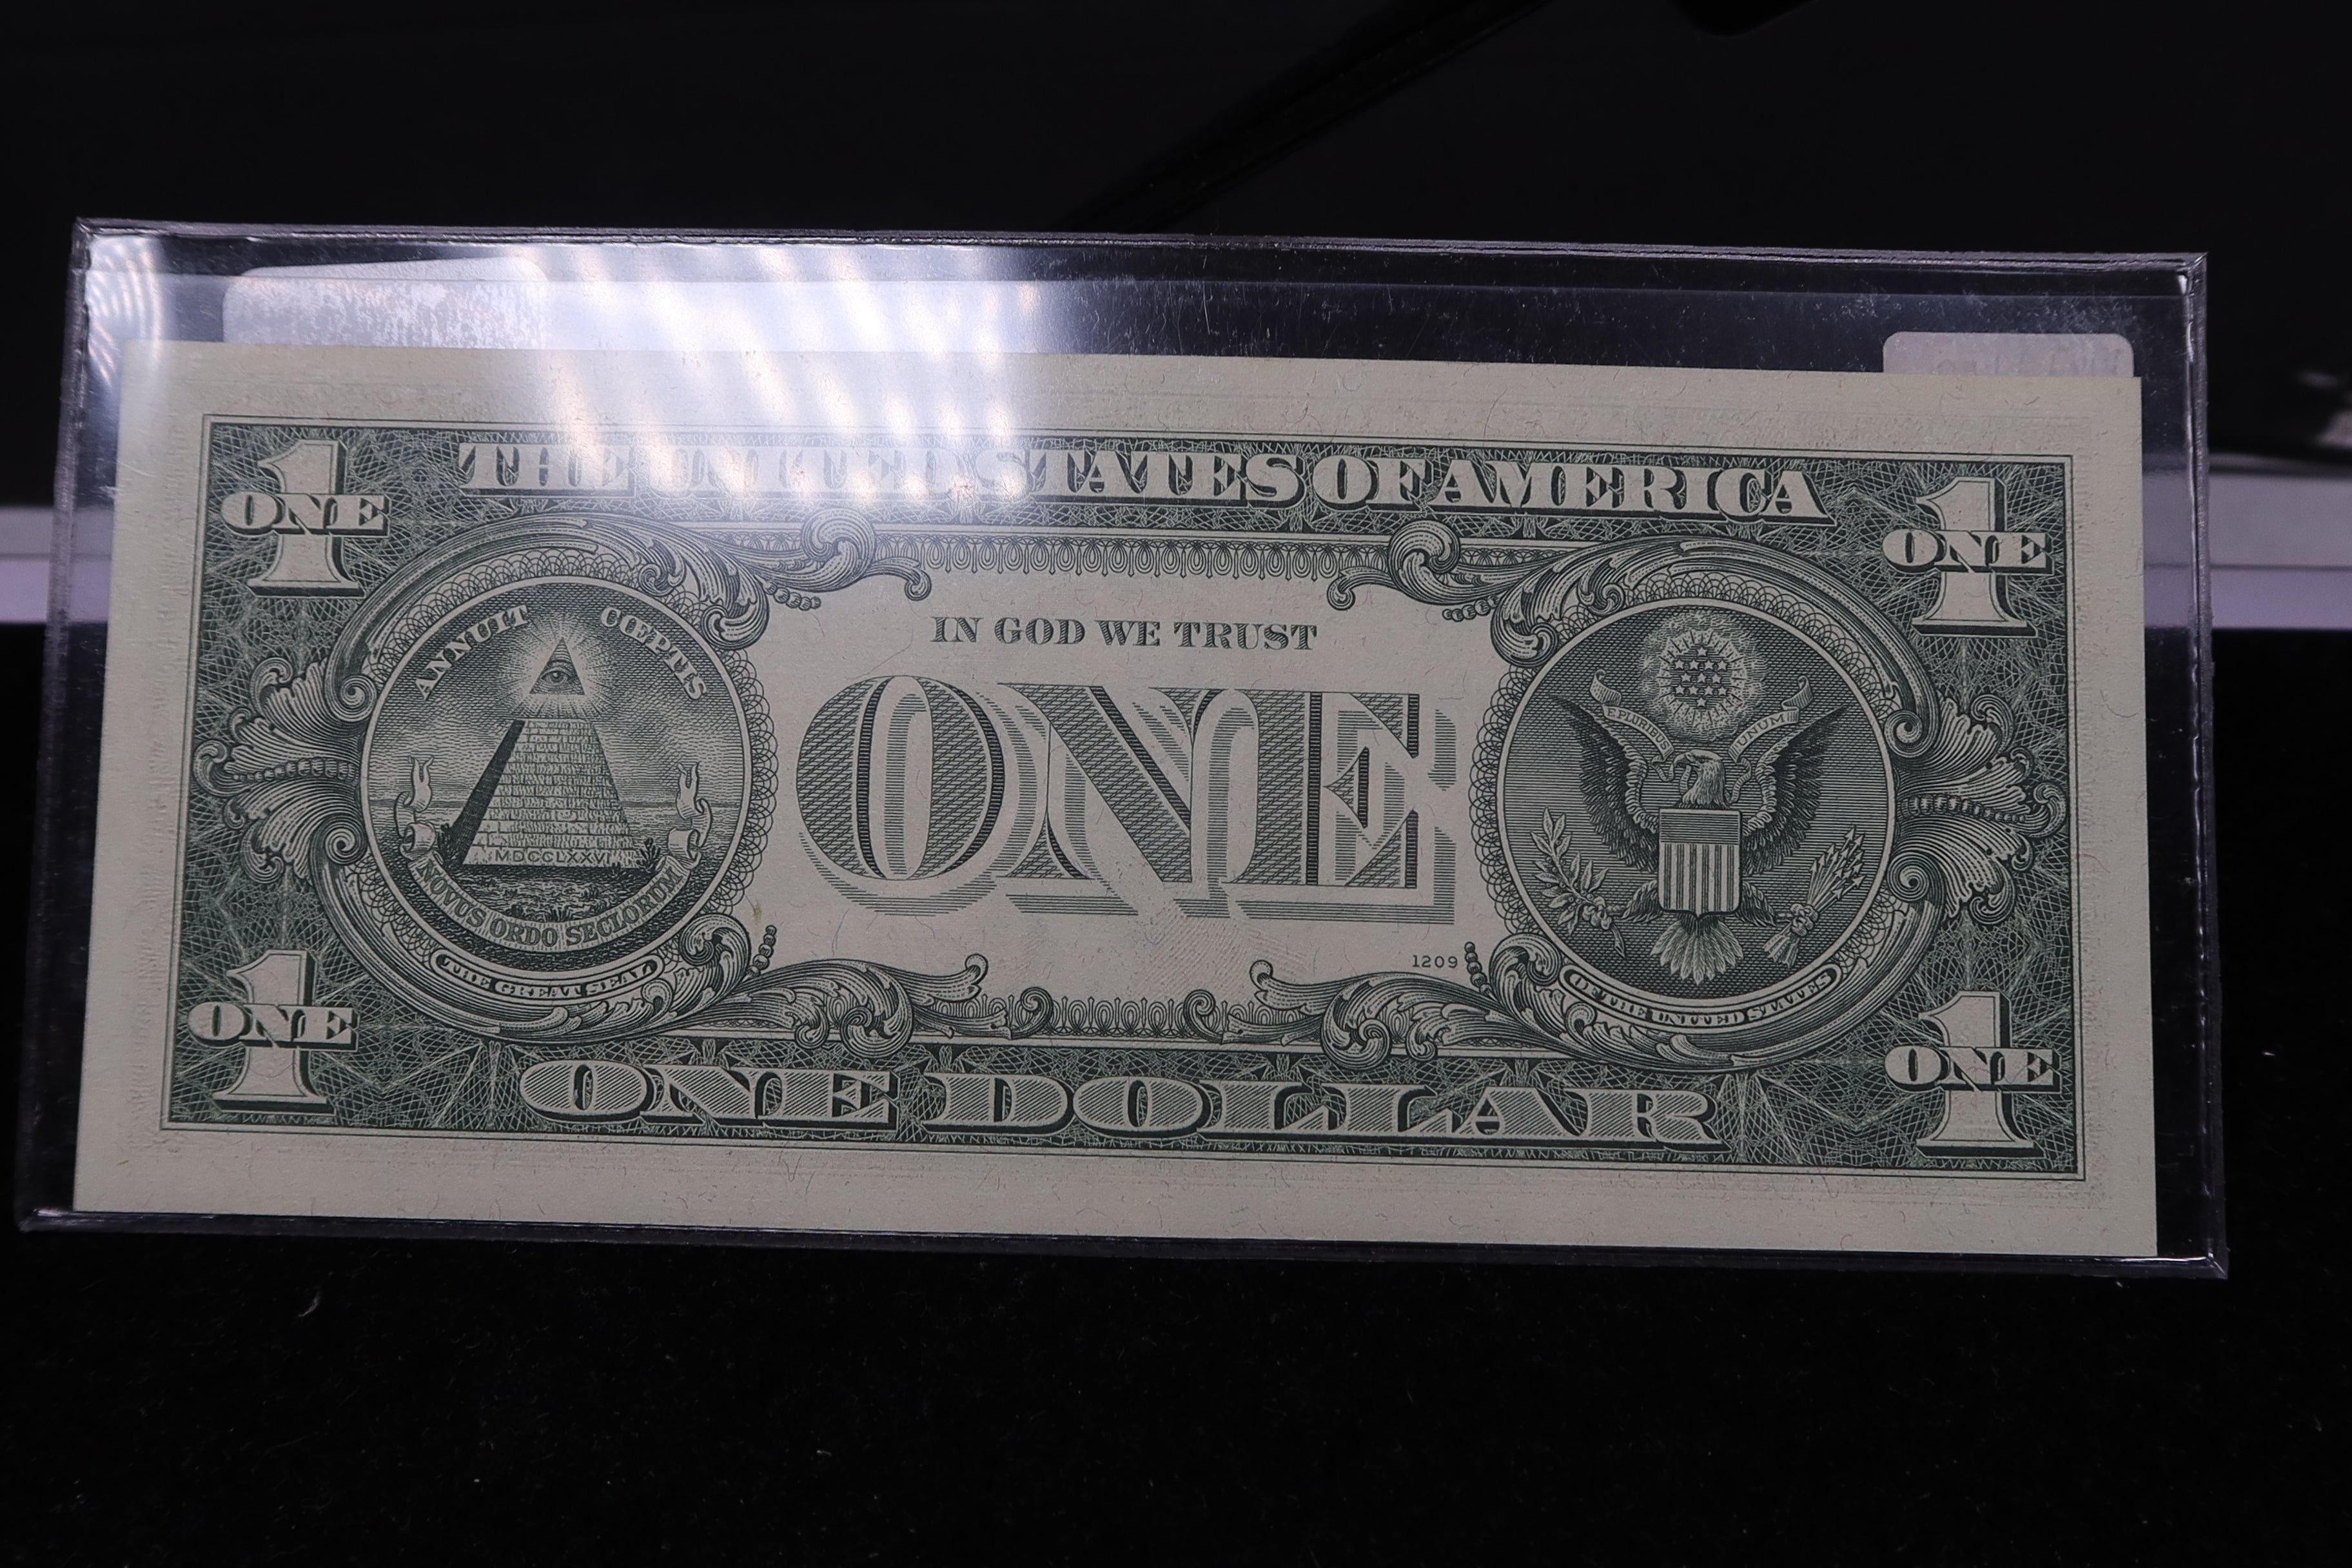 THE UNITED STATES OF AMERICA
1
ONE
1
ONE
IN GOD WE TRUST
ANNUIT CŒPTIS
E PLURIBUS UNUM
ONE
MDCCLXXVI
NOVUS ORDO SECLORUM
THE GREAT SEAL
OF THE UNITED STATES
1209
1
ONE
1
ONE
ONE DOLLAR